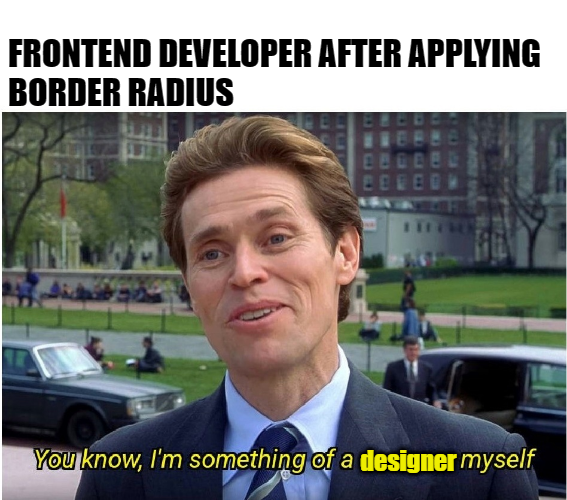 FRONTEND DEVELOPER AFTER APPLYING
BORDER RADIUS
You know, I'm something of a designer myself